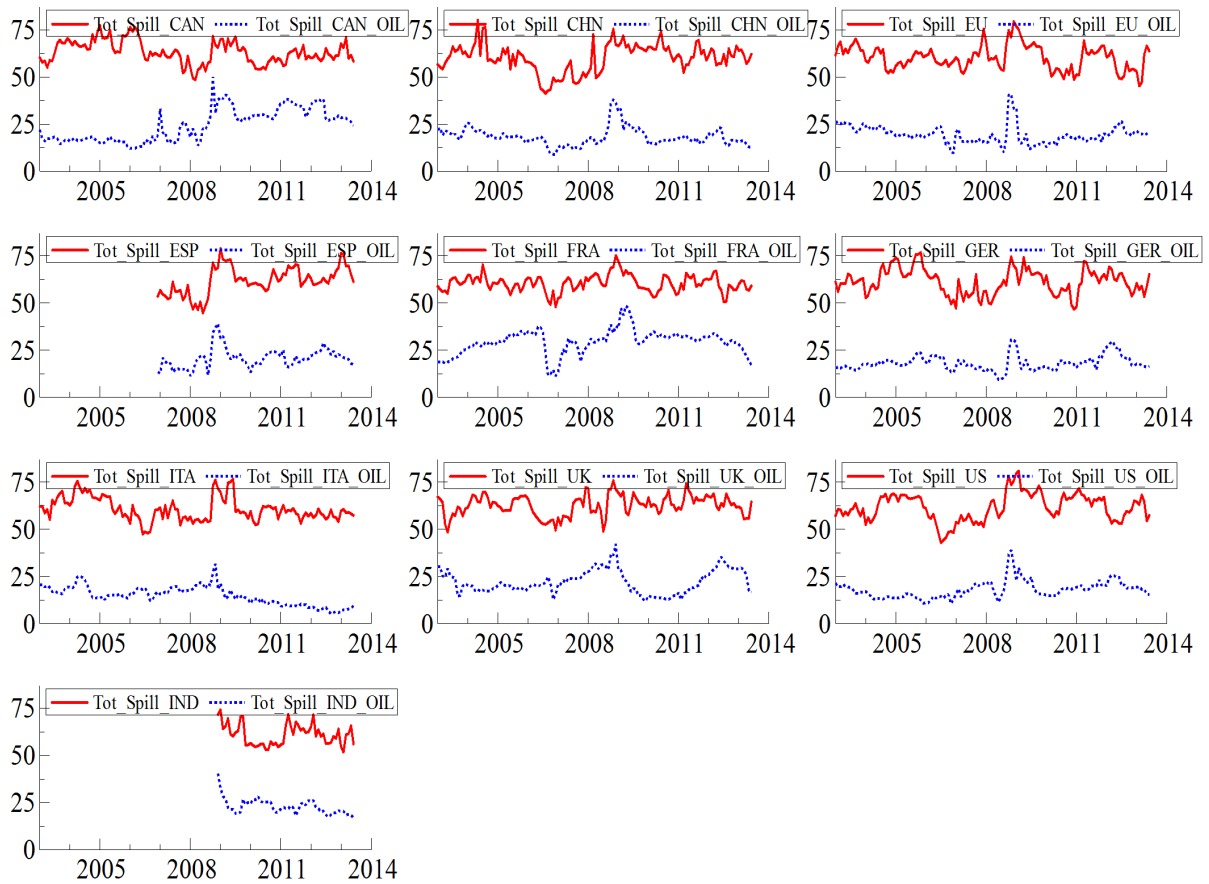 Tot_Spill_CAN Tot_Spill_CAN_OIL
75
50
25
0
2005 2008 2011 2014
Tot_Spill_CHN Tot_Spill_CHN_OIL
75
50
25
0
2005 2008 2011 2014
Tot_Spill_EU Tot_Spill_EU_OIL
75
50
25
0
2005 2008 2011 2014
Tot_Spill_ESP Tot_Spill_ESP_OIL
75
50
25
0
2005 2008 2011 2014
Tot_Spill_FRA Tot_Spill_FRA_OIL
75
50
25
0
2005 2008 2011 2014
Tot_Spill_GER Tot_Spill_GER_OIL
75
50
25
0
2005 2008 2011 2014
Tot_Spill_ITA Tot_Spill_ITA_OIL
75
50
25
0
2005 2008 2011 2014
Tot_Spill_UK Tot_Spill_UK_OIL
75
50
25
0
2005 2008 2011 2014
Tot_Spill_US Tot_Spill_US_OIL
75
50
25
0
2005 2008 2011 2014
Tot_Spill_IND Tot_Spill_IND_OIL
75
50
25
0
2005 2008 2011 2014